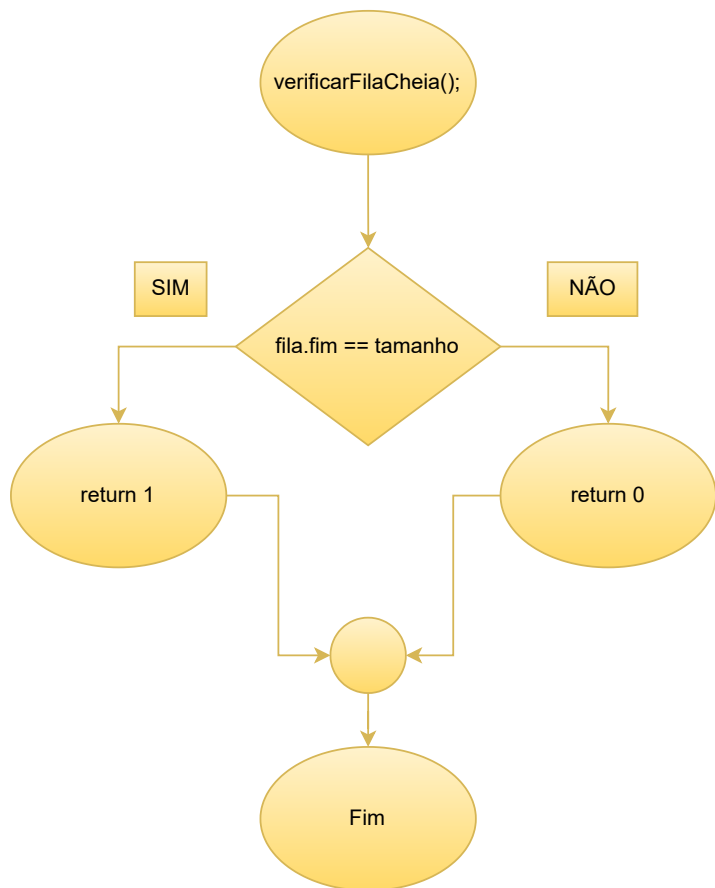 verificarFilaCheia();
SIM
NÃO
fila.fim == tamanho
return 1
return 0
Fim